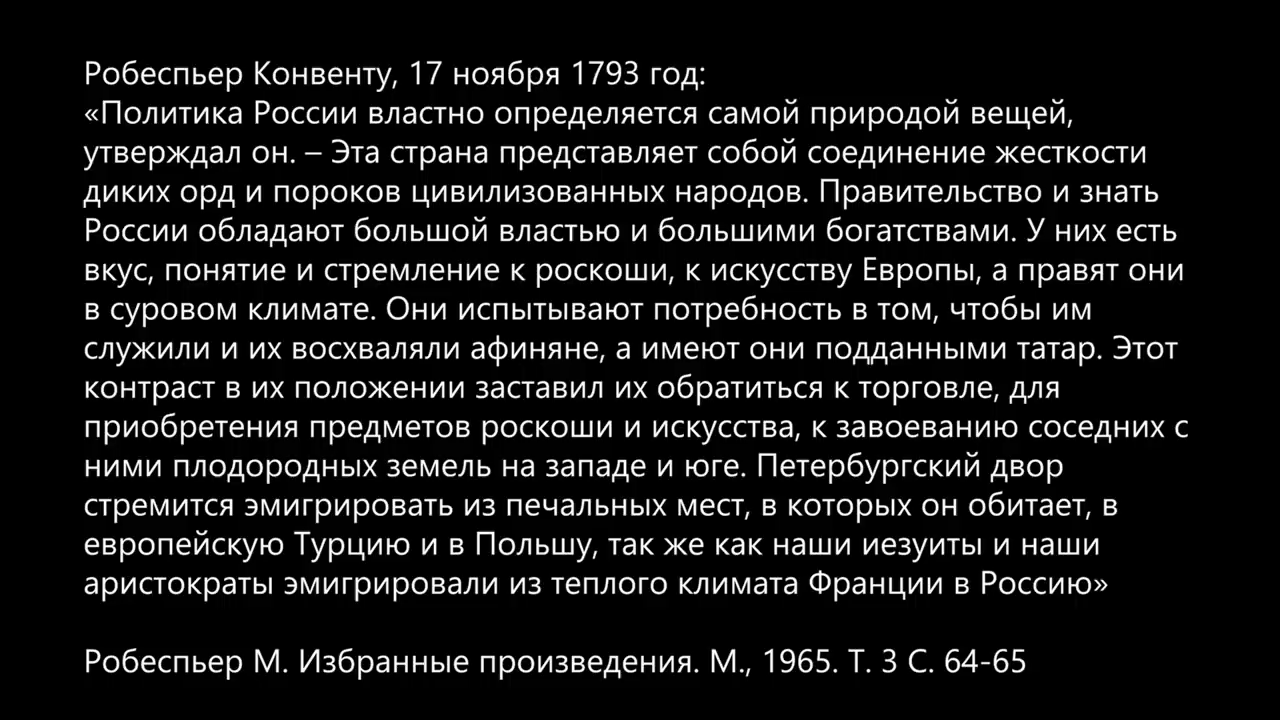 Робеспьер Конвенту, 17 ноября 1793 год:
«Политика России властно определяется самой природой вещей,
утверждал он. – Эта страна представляет собой соединение жесткости
диких орд и пороков цивилизованных народов. Правительство и знать
России обладают большой властью и большими богатствами. У них есть
вкус, понятие и стремление к роскоши, к искусству Европы, а правят они
в суровом климате. Они испытывают потребность в том, чтобы им
служили и их восхваляли афиняне, а имеют они подданными татар. Этот
контраст в их положении заставил их обратиться к торговле, для
приобретения предметов роскоши и искусства, к завоеванию соседних с
ними плодородных земель на западе и юге. Петербургский двор
стремится эмигрировать из печальных мест, в которых он обитает, в
европейскую Турцию и в Польшу, так же как наши иезуиты и наши
аристократы эмигрировали из теплого климата Франции в Россию»
Робеспьер М. Избранные произведения. М., 1965. Т. 3 С. 64-65